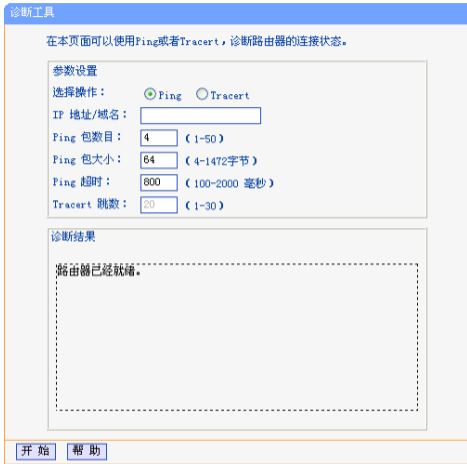 诊断工具
在本页面可以使用Ping或者Tracert，诊断路由器的连接状态。
参数设置
选择操作： Ping Tracert
IP 地址/域名：
Ping 包数目： 4 （1-50）
Ping 包大小： 64 （4-1472字节）
Ping 超时： 800 （100-2000 毫秒）
Tracert 跳数： 20 （1-30）
诊断结果
路由器已经就绪。
开 始 帮 助